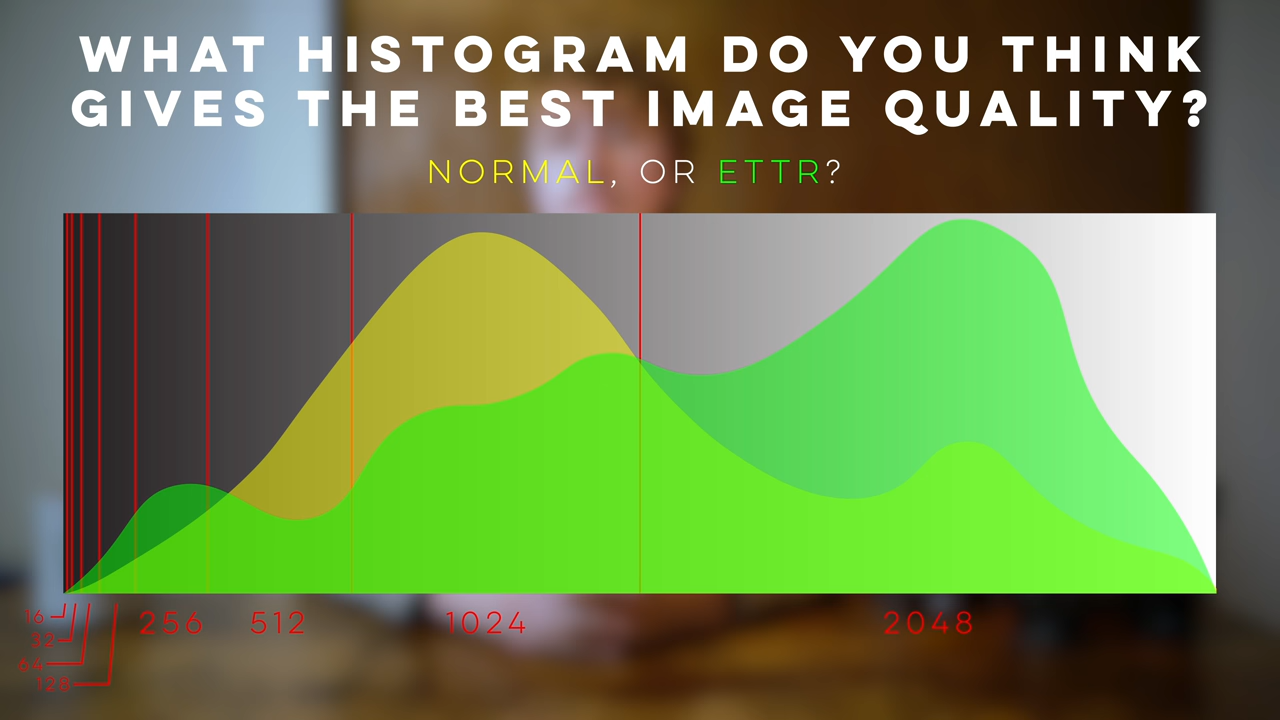 WHAT HISTOGRAM DO YOU THINK
GIVES THE BEST IMAGE QUALITY?
NORMAL, OR ETTR?
16
32
64
128
256 512 1024 2048